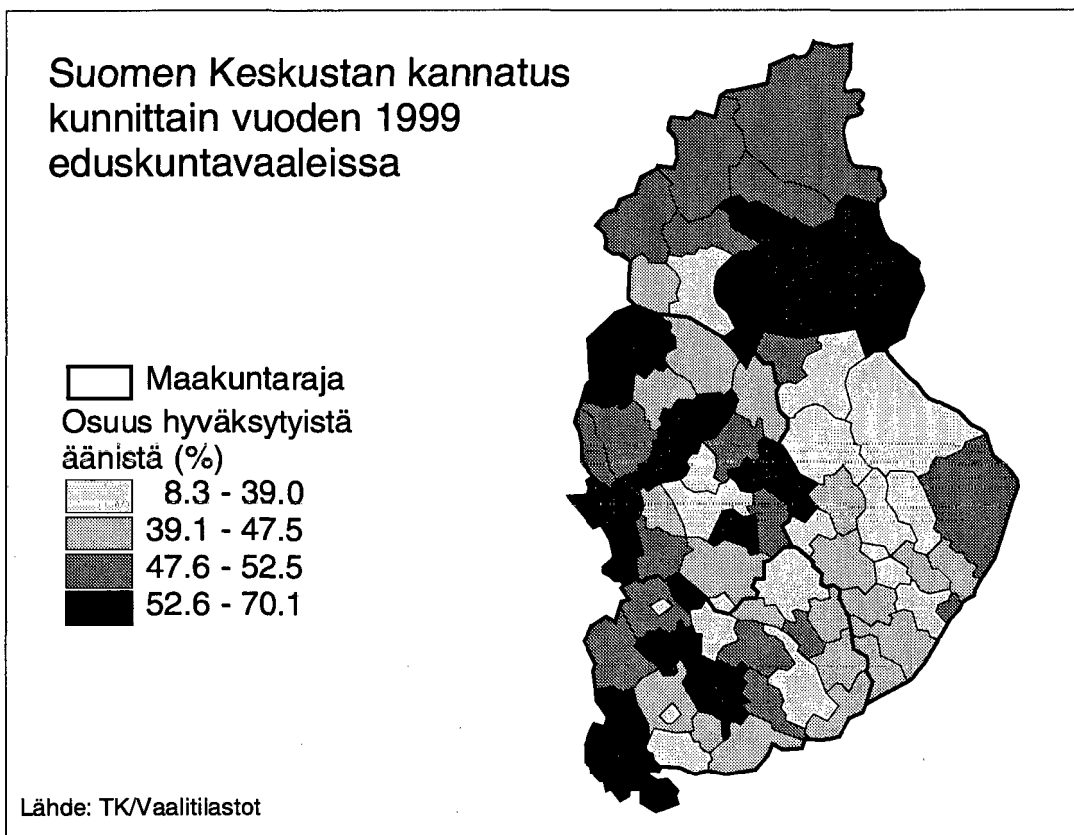 Suomen Keskustan kannatus
kunnittain vuoden 1999
eduskuntavaaleissa
Maakuntaraja
Osuus hyväksytyistä
äänistä (%)
8.3 - 39.0
39.1 - 47.5
47.6 - 52.5
52.6 - 70.1
Lähde: TK/Vaalitilastot